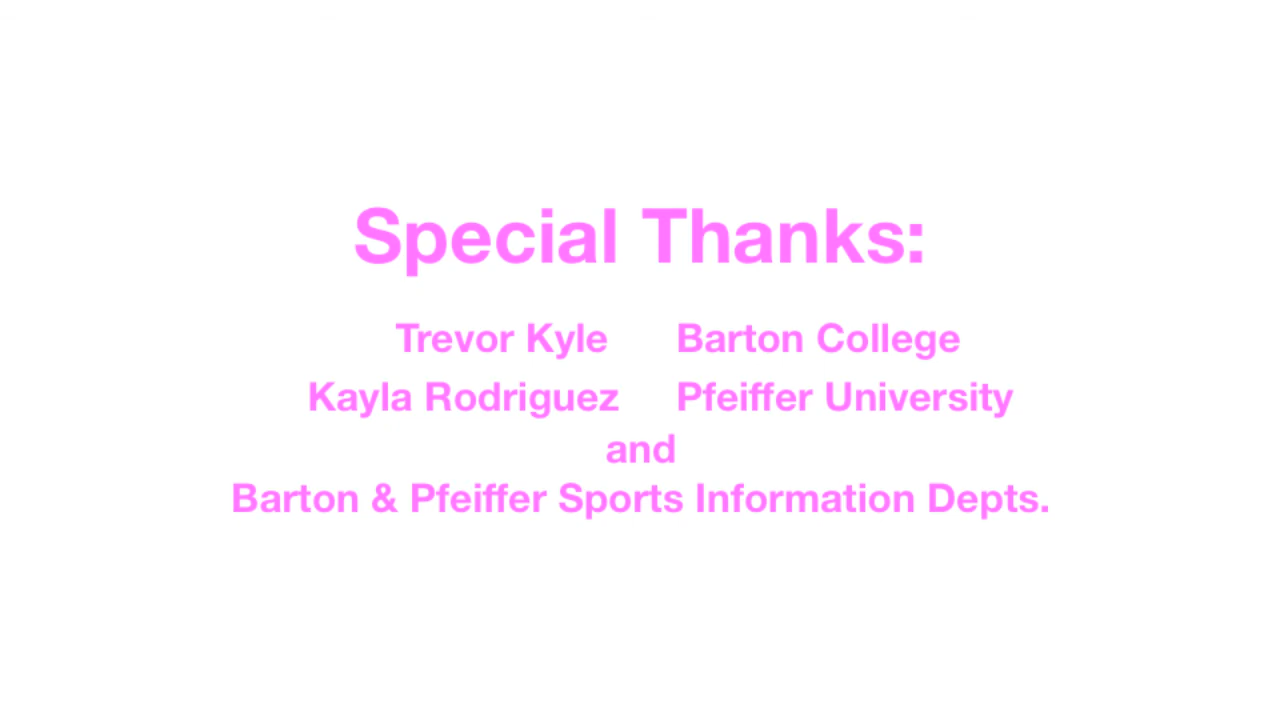 Special Thanks:
Trevor Kyle Barton College
Kayla Rodriguez Pfeiffer University
and
Barton & Pfeiffer Sports Information Depts.